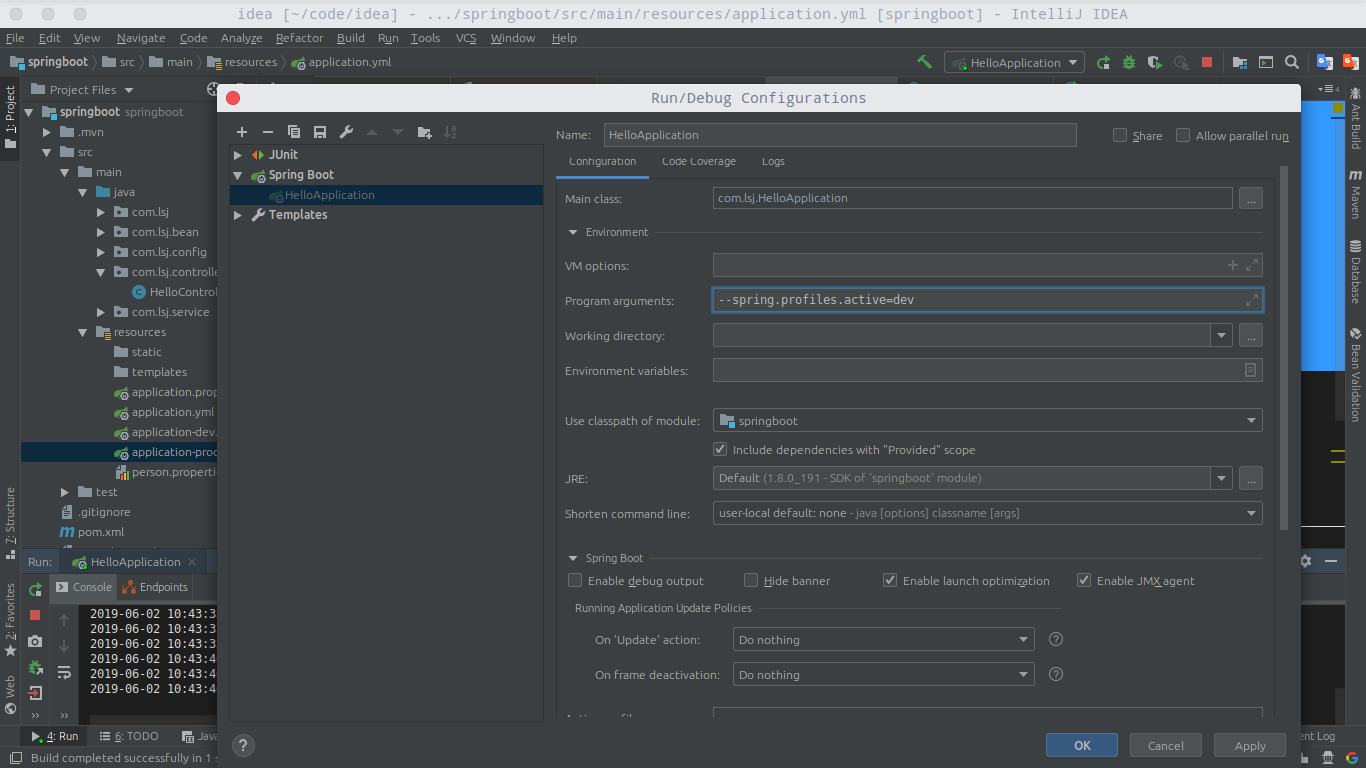 idea [~/code/idea] - .../springboot/src/main/resources/application.yml [springboot] - IntelliJ IDEA
File Edit View Navigate Code Analyze Refactor Build Run Tools VCS Window Help
springboot src main resources application.yml HelloApplication
Project Files
1: Project
springboot springboot
.mvn
src
main
java
com.lsj
com.lsj.bean
com.lsj.config
com.lsj.controlle
HelloControl
com.lsj.service
resources
static
templates
application.prop
application.yml
application-dev.
application-prod
person.properti
test
.gitignore
pom.xml
7: Structure
2: Favorites
Web
Run: HelloApplication
Console Endpoints
2019-06-02 10:43:3
2019-06-02 10:43:3
2019-06-02 10:43:3
2019-06-02 10:43:4
2019-06-02 10:43:4
2019-06-02 10:43:4
4: Run 6: TODO Java
Build completed successfully in 1 s
Run/Debug Configurations
JUnit
Spring Boot
HelloApplication
Templates
Name: HelloApplication Share Allow parallel run
Configuration Code Coverage Logs
Main class: com.lsj.HelloApplication ...
Environment
VM options:
Program arguments: --spring.profiles.active=dev
Working directory: ...
Environment variables:
Use classpath of module: springboot
Include dependencies with "Provided" scope
JRE: Default (1.8.0_191 - SDK of 'springboot' module) ...
Shorten command line: user-local default: none - java [options] classname [args]
Spring Boot
Enable debug output Hide banner Enable launch optimization Enable JMX agent
Running Application Update Policies
On 'Update' action: Do nothing
On frame deactivation: Do nothing
OK Cancel Apply
4
Ant Build
Maven
Database
Bean Validation
ent Log